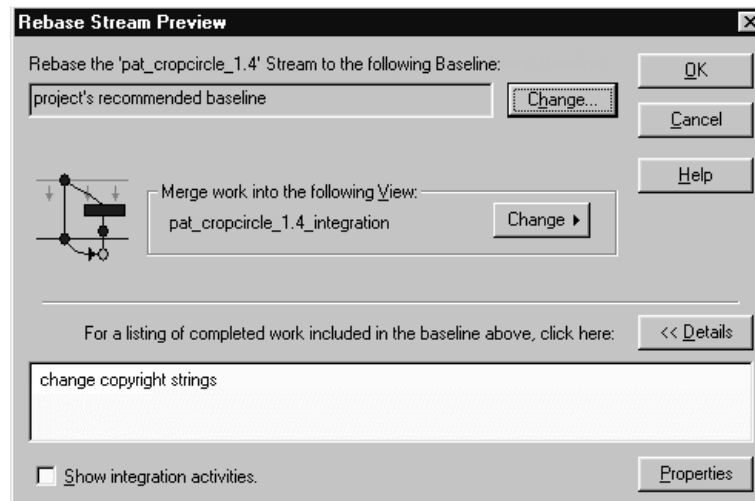 Rebase Stream Preview
Rebase the 'pat_cropcircle_1.4' Stream to the following Baseline:
project's recommended baseline
Change...
OK
Cancel
Help
Merge work into the following View:
pat_cropcircle_1.4_integration
Change
For a listing of completed work included in the baseline above, click here:
<< Details
change copyright strings
Show integration activities.
Properties